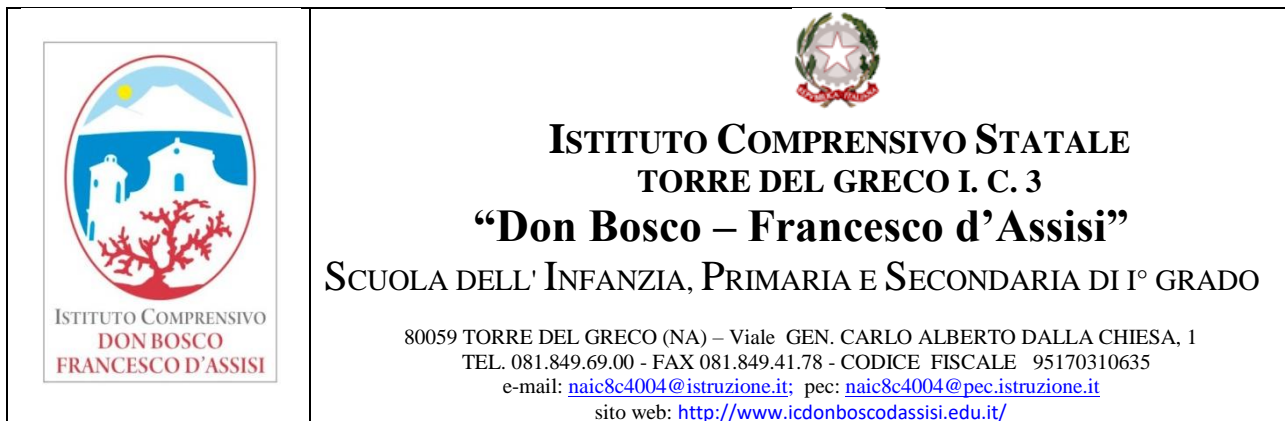 ISTITUTO COMPRENSIVO
DON BOSCO
FRANCESCO D'ASSISI
ISTITUTO COMPRENSIVO STATALE
TORRE DEL GRECO I. C. 3
“Don Bosco – Francesco d’Assisi”
SCUOLA DELL' INFANZIA, PRIMARIA E SECONDARIA DI I° GRADO
80059 TORRE DEL GRECO (NA) – Viale GEN. CARLO ALBERTO DALLA CHIESA, 1
TEL. 081.849.69.00 - FAX 081.849.41.78 - CODICE FISCALE 95170310635
e-mail: naic8c4004@istruzione.it; pec: naic8c4004@pec.istruzione.it
sito web: http://www.icdonboscodassisi.edu.it/